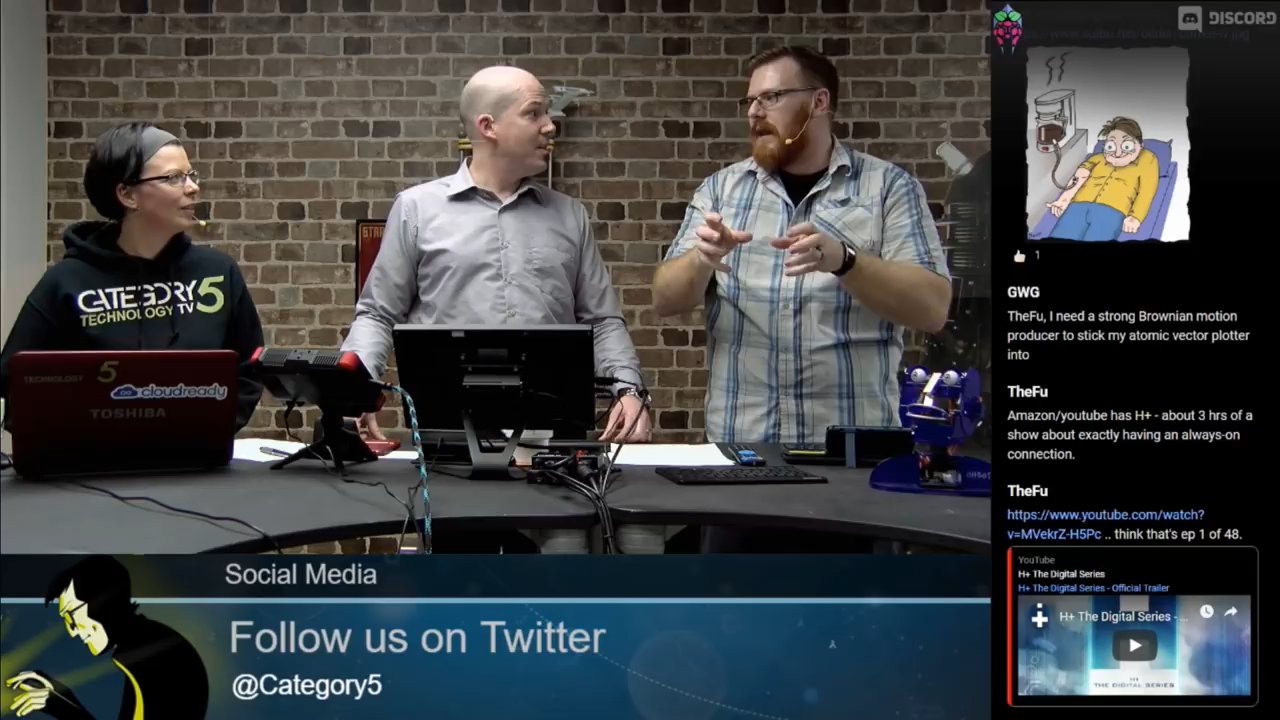 DISCORD
1
GWG
TheFu, I need a strong Brownian motion
producer to stick my atomic vector plotter
into
TheFu
Amazon/youtube has H+ - about 3 hrs of a
show about exactly having an always-on
connection.
TheFu
https://www.youtube.com/watch?
v=MVekrZ-H5Pc .. think that's ep 1 of 48.
YouTube
H+ The Digital Series
H+ The Digital Series - Official Trailer
H+ The Digital Series - ...
H+
THE DIGITAL SERIES
STAR
CATEGORY5
TECHNOLOGY TV
TECHNOLOGY 5
cloudready
TOSHIBA
Social Media
Follow us on Twitter
@Category5